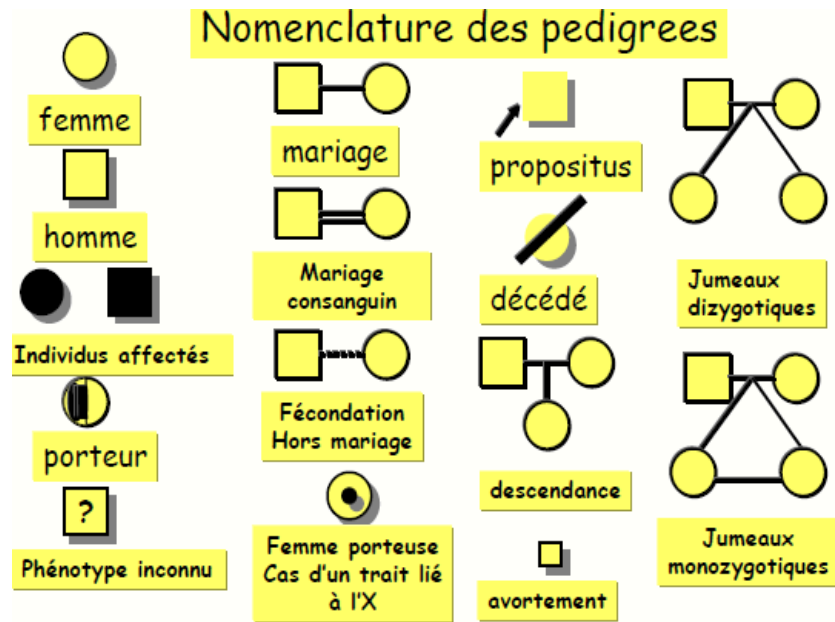 Nomenclature des pedigrees
femme
homme
Individus affectés
porteur
?
Phénotype inconnu
mariage
Mariage
consanguin
Fécondation
Hors mariage
Femme porteuse
Cas d'un trait lié
à l'X
propositus
décédé
descendance
avortement
Jumeaux
dizygotiques
Jumeaux
monozygotiques